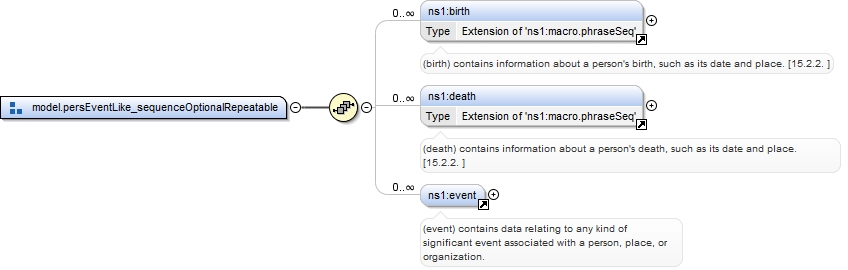 0..∞
ns1:birth
Type Extension of 'ns1:macro.phraseSeq'
(birth) contains information about a person's birth, such as its date and place. [15.2.2. ]
model.persEventLike_sequenceOptionalRepeatable
0..∞
ns1:death
Type Extension of 'ns1:macro.phraseSeq'
(death) contains information about a person's death, such as its date and place.
[15.2.2. ]
0..∞
ns1:event
(event) contains data relating to any kind of
significant event associated with a person, place, or
organization.